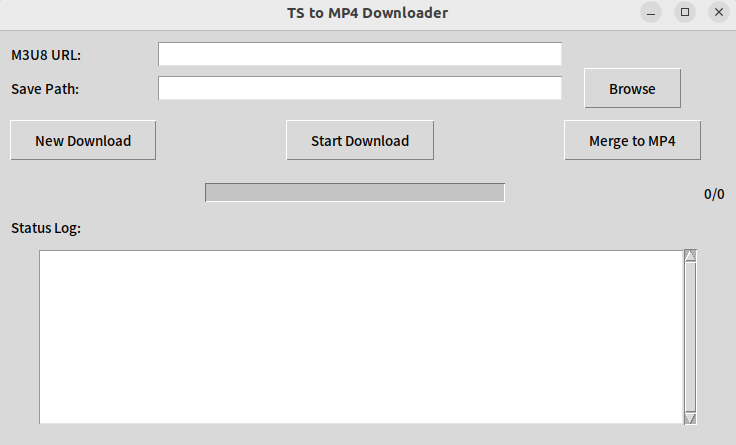 TS to MP4 Downloader
M3U8 URL:
Save Path:
Browse
New Download
Start Download
Merge to MP4
0/0
Status Log: